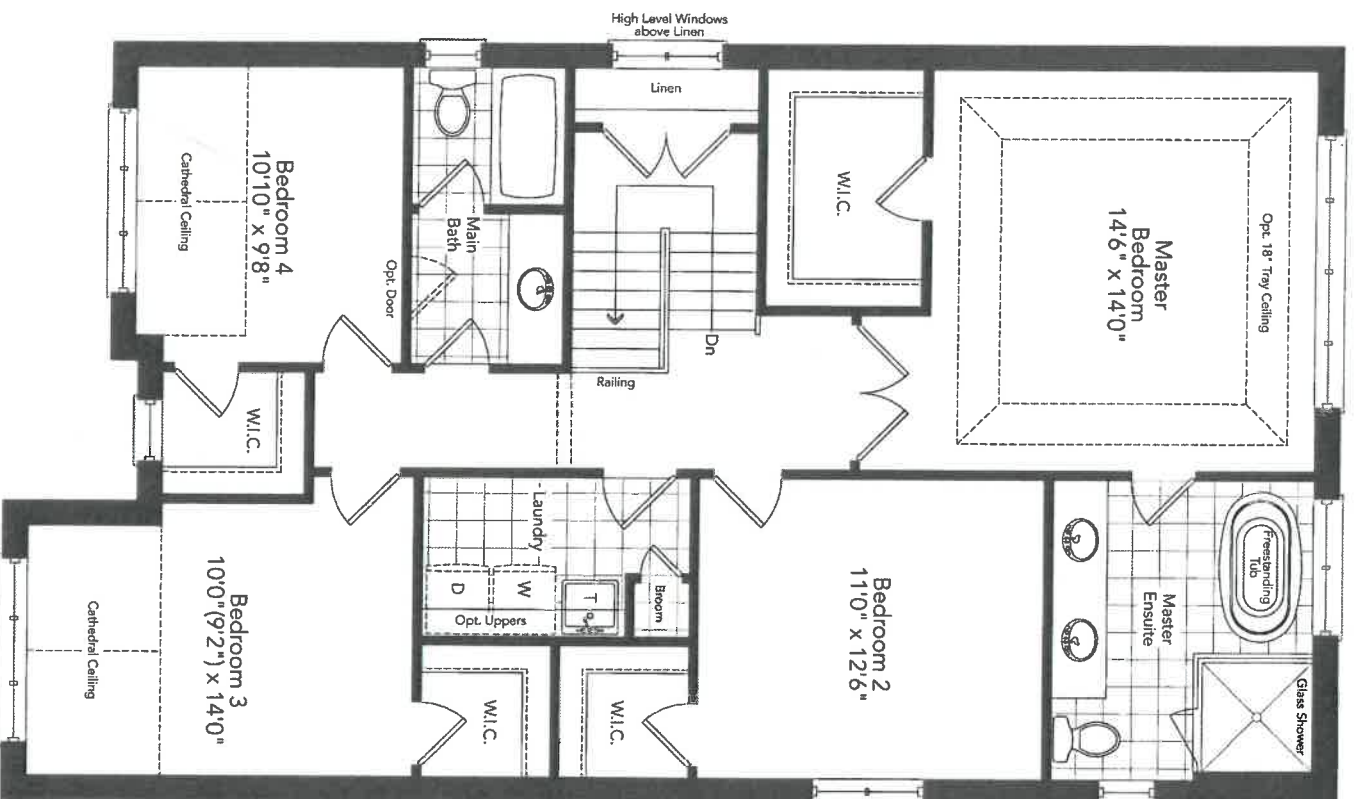 High Level Windows
above Linen
Linen
W.I.C.
Master
Bedroom
14'6" x 14'0"
Opt. 18" Tray Ceiling
Bedroom 4
10'10" x 9'8"
Cathedral Ceiling
Main
Bath
Opt. Door
Dn
Railing
W.I.C.
Laundry
D
W
T
Opt. Uppers
Broom
Bedroom 2
11'0" x 12'6"
Master
Ensuite
Freestanding
Tub
Glass Shower
Bedroom 3
10'0"(9'2") x 14'0"
Cathedral Ceiling
W.I.C.
W.I.C.